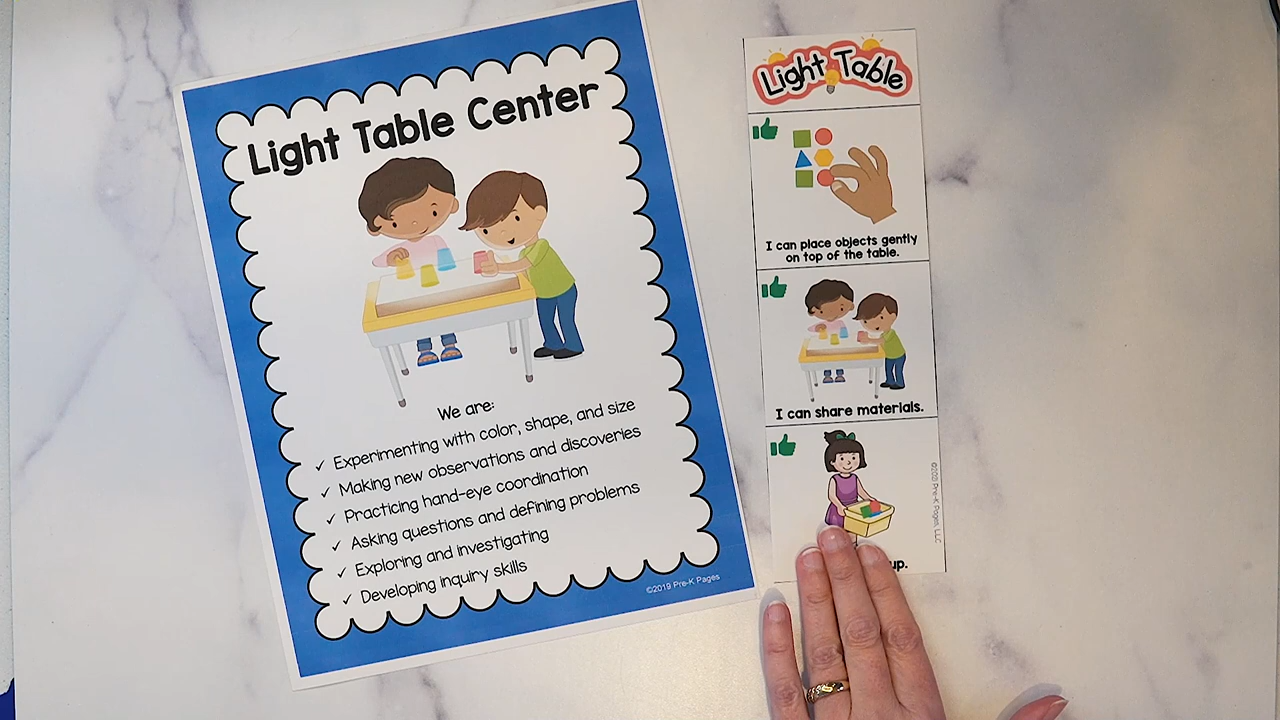 Light Table Center
We are:
✓ Experimenting with color, shape, and size
✓ Making new observations and discoveries
✓ Practicing hand-eye coordination
✓ Asking questions and defining problems
✓ Exploring and investigating
✓ Developing inquiry skills
©2019 Pre-K Pages
Light Table
I can place objects gently
on top of the table.
I can share materials.
up.
©2021 Pre-K Pages, LLC